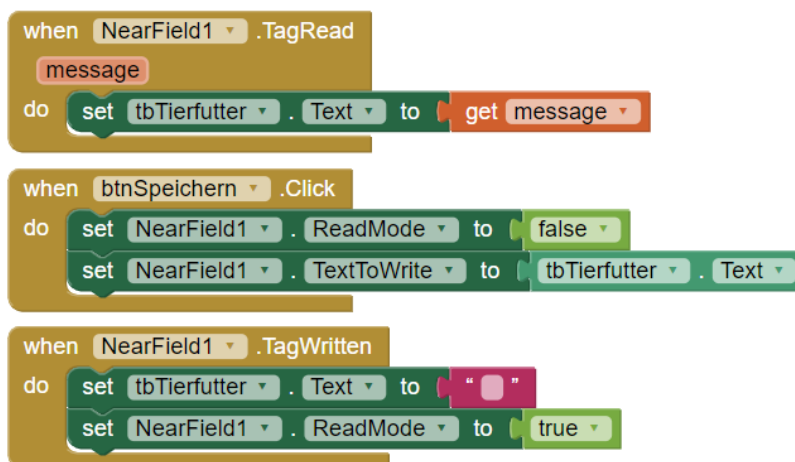 when NearField1 .TagRead
message
do set tbTierfutter . Text to get message
when btnSpeichern .Click
do set NearField1 . ReadMode to false
set NearField1 . TextToWrite to tbTierfutter . Text
when NearField1 .TagWritten
do set tbTierfutter . Text to “ ”
set NearField1 . ReadMode to true